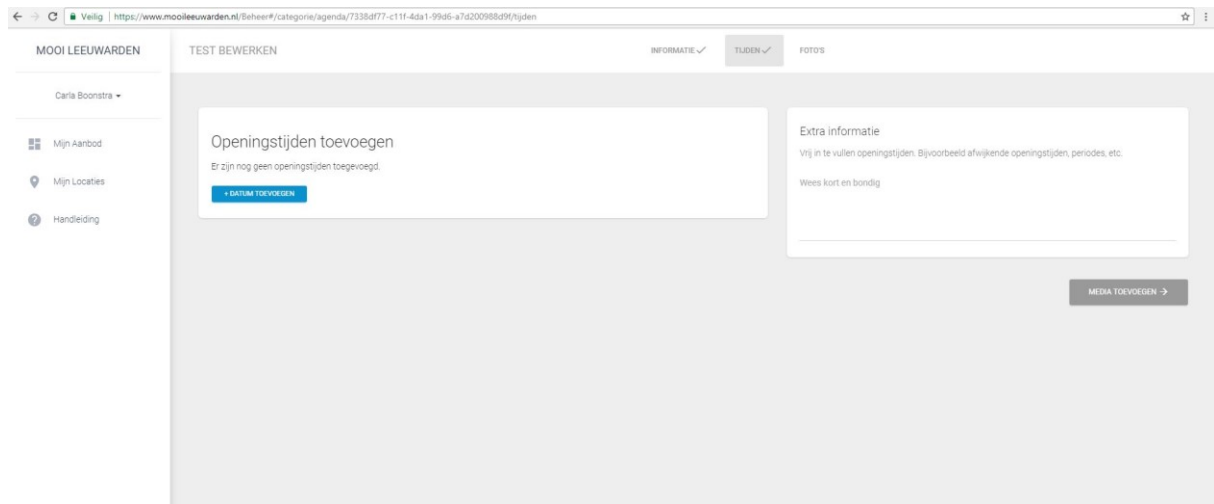 Veilig | https://www.mooileeuwarden.nl/Beheer#/categorie/agenda/7338df77-c11f-4da1-99d6-a7d200988d9f/tijden
MOOI LEEUWARDEN
TEST BEWERKEN
INFORMATIE
TIJDEN
FOTO'S
Carla Boonstra
Mijn Aanbod
Mijn Locaties
Handleiding
Openingstijden toevoegen
Er zijn nog geen openingstijden toegevoegd.
+ DATUM TOEVOEGEN
Extra informatie
Vrij in te vullen openingstijden. Bijvoorbeeld afwijkende openingstijden, periodes, etc.
Wees kort en bondig
MEDIA TOEVOEGEN →